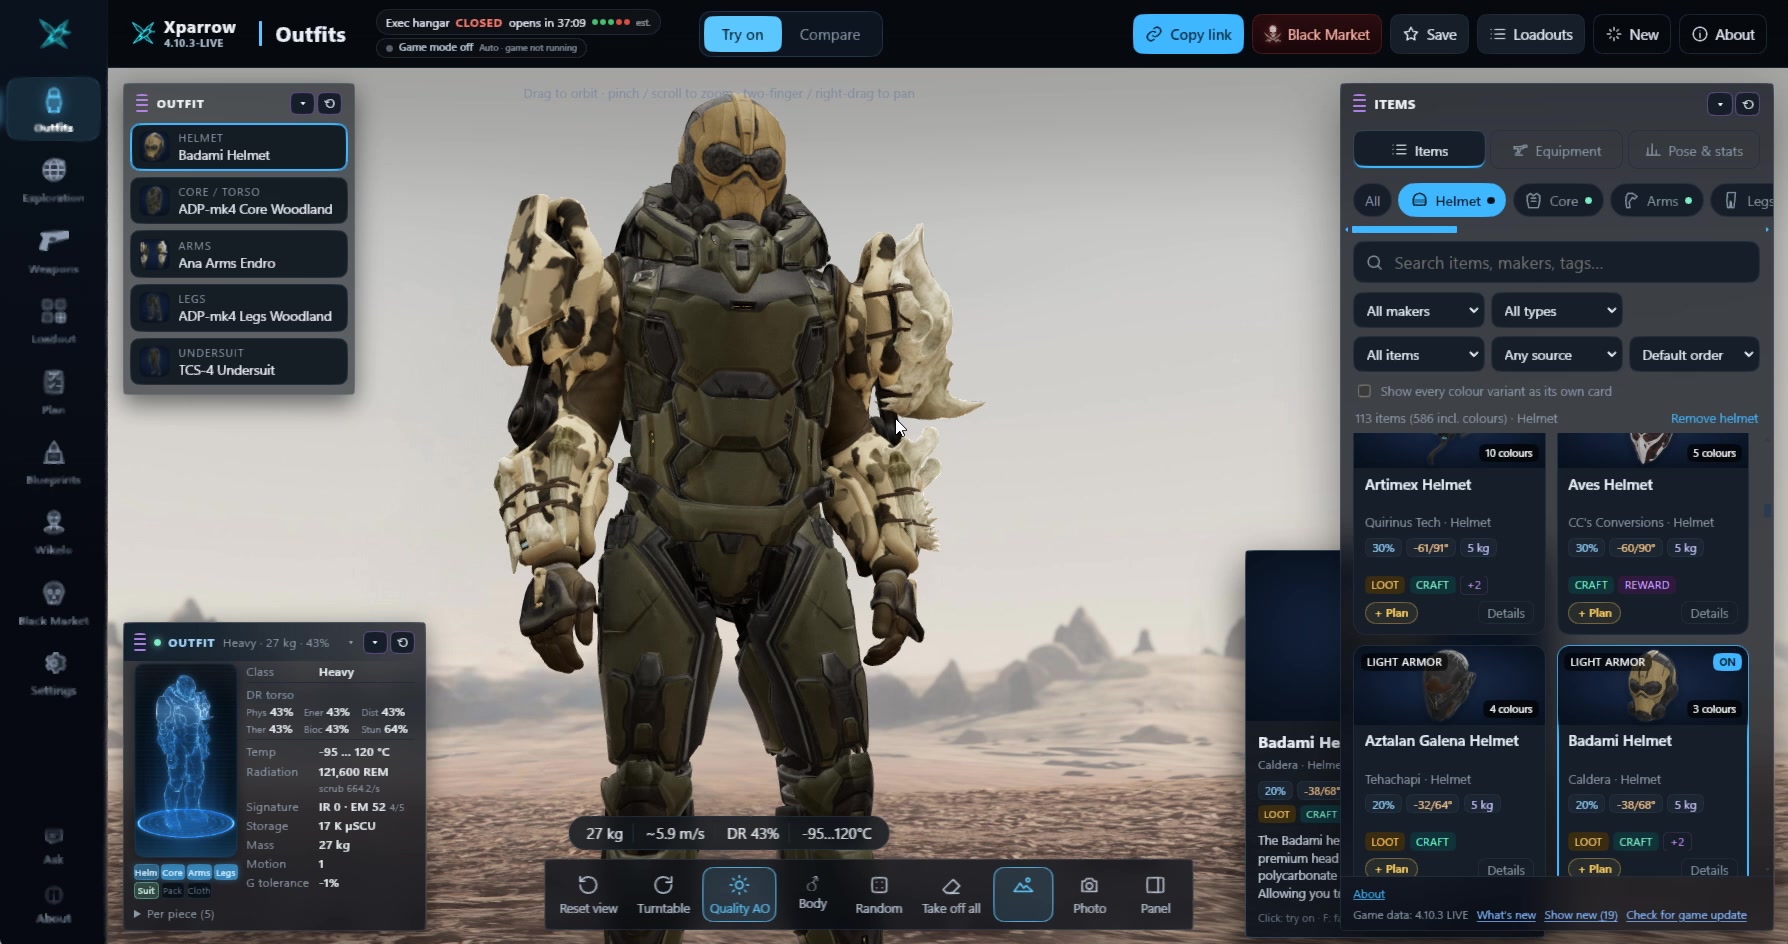 Xparrow
4.10.3-LIVE
Outfits
Exec hangar CLOSED opens in 37:09 est.
Game mode off Auto · game not running
Try on
Compare
Copy link
Black Market
Save
Loadouts
New
About
Outfits
Exploration
Weapons
Loadout
Plan
Blueprints
Wikelo
Black Market
Settings
Ask
About
Drag to orbit · pinch / scroll to zoom · two-finger / right-drag to pan
OUTFIT
HELMET
Badami Helmet
CORE / TORSO
ADP-mk4 Core Woodland
ARMS
Ana Arms Endro
LEGS
ADP-mk4 Legs Woodland
UNDERSUIT
TCS-4 Undersuit
OUTFIT Heavy · 27 kg · 43%
Class Heavy
DR torso
Phys 43% Ener 43% Dist 43%
Ther 43% Bioc 43% Stun 64%
Temp -95 ... 120 °C
Radiation 121,600 REM
scrub 664.2/s
Signature IR 0 · EM 52 4/5
Storage 17 K µSCU
Mass 27 kg
Motion 1
G tolerance -1%
Helm Core Arms Legs
Suit Pack Cloth
Per piece (5)
27 kg ~5.9 m/s DR 43% -95...120°C
Reset view
Turntable
Quality AO
Body
Random
Take off all
Photo
Panel
Badami He
Caldera · Helme
20% -38/68°
LOOT CRAFT
The Badami he
premium head
polycarbonate
Allowing you t
Click: try on · F: f
ITEMS
Items
Equipment
Pose & stats
All
Helmet
Core
Arms
Legs
Search items, makers, tags...
All makers
All types
All items
Any source
Default order
Show every colour variant as its own card
113 items (586 incl. colours) · Helmet
Remove helmet
10 colours
Artimex Helmet
Quirinus Tech · Helmet
30% -61/91° 5 kg
LOOT CRAFT +2
+ Plan
Details
5 colours
Aves Helmet
CC's Conversions · Helmet
30% -60/90° 5 kg
CRAFT REWARD
+ Plan
Details
LIGHT ARMOR
4 colours
Aztalan Galena Helmet
Tehachapi · Helmet
20% -32/64° 5 kg
LOOT CRAFT
+ Plan
Details
LIGHT ARMOR
ON
3 colours
Badami Helmet
Caldera · Helmet
20% -38/68° 5 kg
LOOT CRAFT +2
+ Plan
Details
About
Game data: 4.10.3 LIVE What's new Show new (19) Check for game update